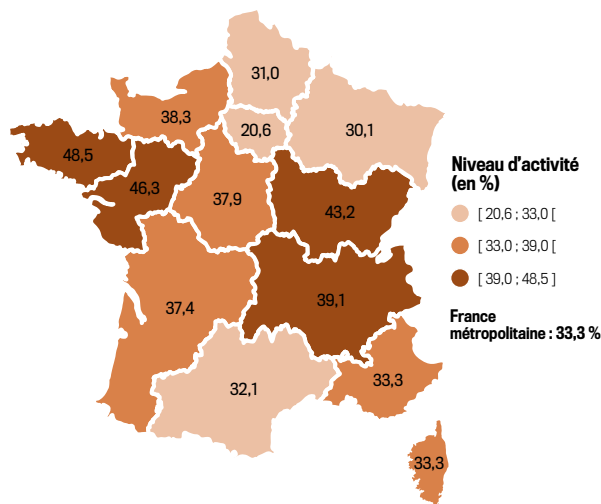 31,0
38,3
20,6
30,1
48,5
46,3
37,9
43,2
37,4
39,1
32,1
33,3
33,3
Niveau d’activité
(en %)
[ 20,6 ; 33,0 [
[ 33,0 ; 39,0 [
[ 39,0 ; 48,5 ]
France
métropolitaine : 33,3 %